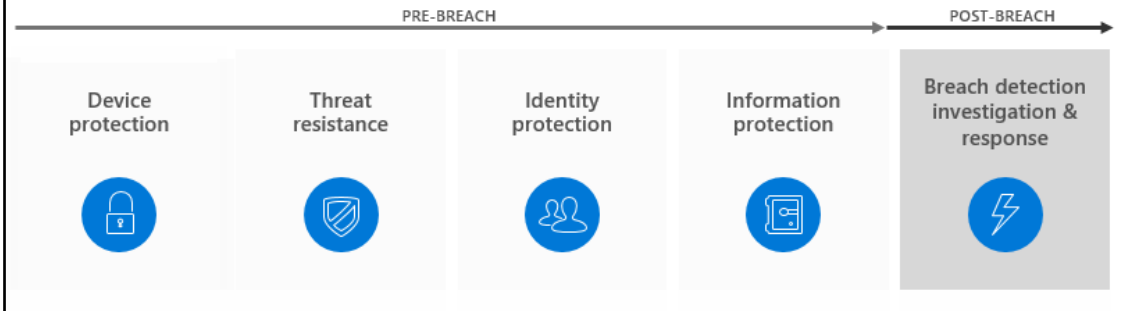 PRE-BREACH
POST-BREACH
Device
protection
Threat
resistance
Identity
protection
Information
protection
Breach detection
investigation &
response